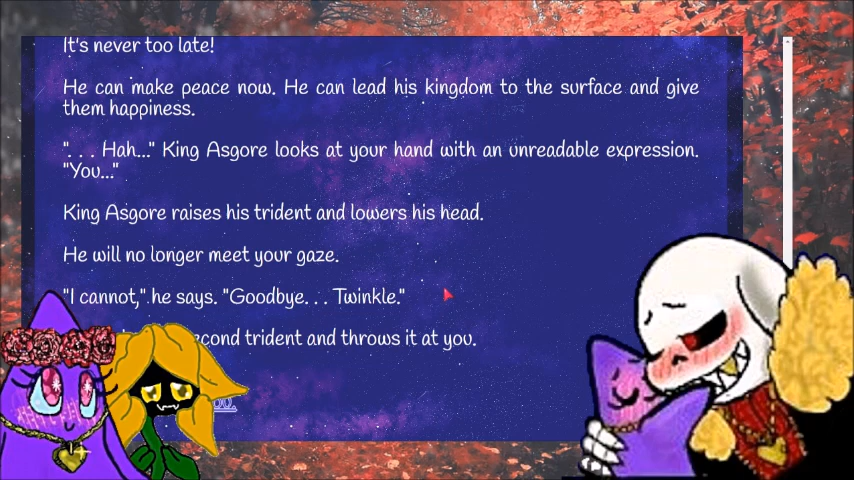 It's never too late!
He can make peace now. He can lead his kingdom to the surface and give
them happiness.
". . . Hah..." King Asgore looks at your hand with an unreadable expression.
"You..."
King Asgore raises his trident and lowers his head.
He will no longer meet your gaze.
"I cannot," he says. "Goodbye. . . Twinkle."
second trident and throws it at you.